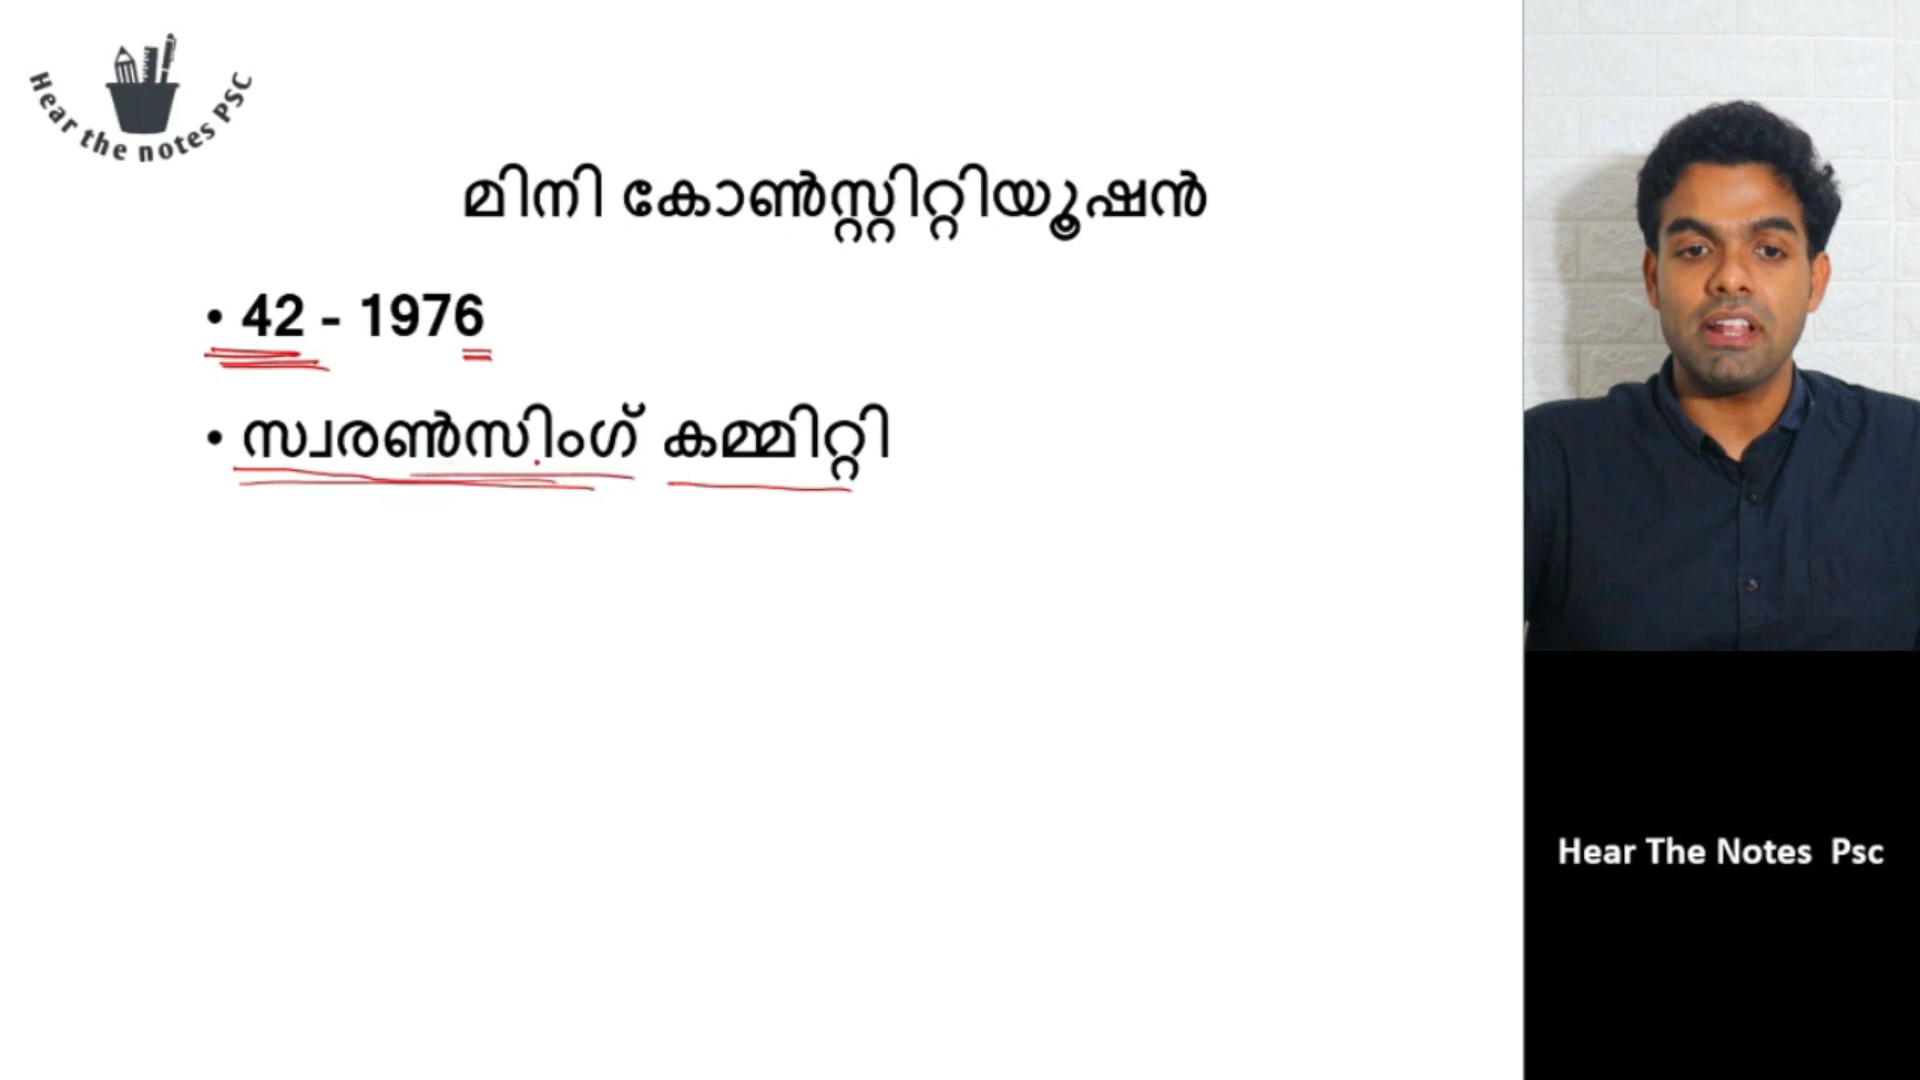 Hear the notes PSC
മിനി കോൺസ്റ്റിറ്റിയൂഷൻ
• 42 - 1976
• സ്വരൺസിംഗ് കമ്മിറ്റി
Hear The Notes Psc